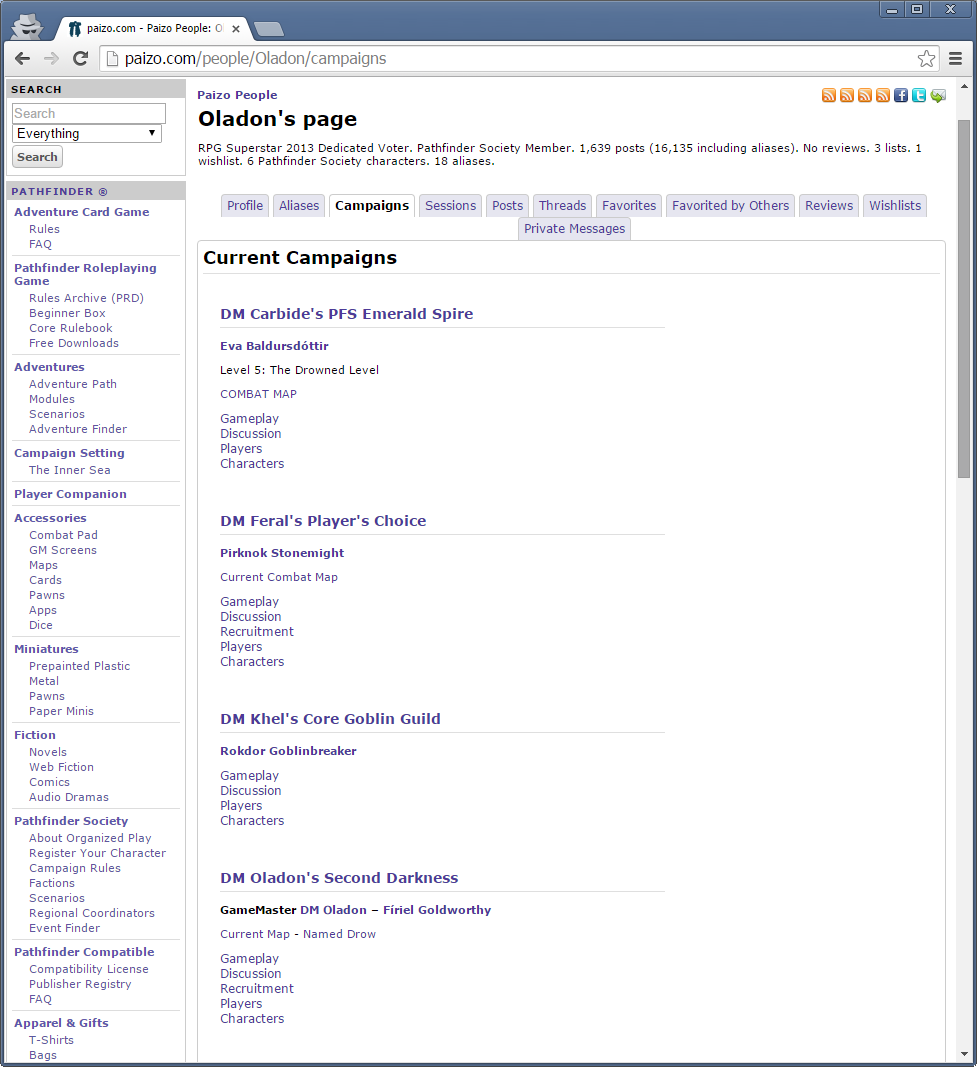 paizo.com - Paizo People: O
paizo.com/people/Oladon/campaigns
SEARCH
Search
Everything
Search
PATHFINDER ®
Adventure Card Game
Rules
FAQ
Pathfinder Roleplaying
Game
Rules Archive (PRD)
Beginner Box
Core Rulebook
Free Downloads
Adventures
Adventure Path
Modules
Scenarios
Adventure Finder
Campaign Setting
The Inner Sea
Player Companion
Accessories
Combat Pad
GM Screens
Maps
Cards
Pawns
Apps
Dice
Miniatures
Prepainted Plastic
Metal
Pawns
Paper Minis
Fiction
Novels
Web Fiction
Comics
Audio Dramas
Pathfinder Society
About Organized Play
Register Your Character
Campaign Rules
Factions
Scenarios
Regional Coordinators
Event Finder
Pathfinder Compatible
Compatibility License
Publisher Registry
FAQ
Apparel & Gifts
T-Shirts
Bags
Paizo People
Oladon's page
RPG Superstar 2013 Dedicated Voter. Pathfinder Society Member. 1,639 posts (16,135 including aliases). No reviews. 3 lists. 1
wishlist. 6 Pathfinder Society characters. 18 aliases.
Profile Aliases Campaigns Sessions Posts Threads Favorites Favorited by Others Reviews Wishlists
Private Messages
Current Campaigns
DM Carbide's PFS Emerald Spire
Eva Baldursdóttir
Level 5: The Drowned Level
COMBAT MAP
Gameplay
Discussion
Players
Characters
DM Feral's Player's Choice
Pirknok Stonemight
Current Combat Map
Gameplay
Discussion
Recruitment
Players
Characters
DM Khel's Core Goblin Guild
Rokdor Goblinbreaker
Gameplay
Discussion
Players
Characters
DM Oladon's Second Darkness
GameMaster DM Oladon – Fíriel Goldworthy
Current Map - Named Drow
Gameplay
Discussion
Recruitment
Players
Characters